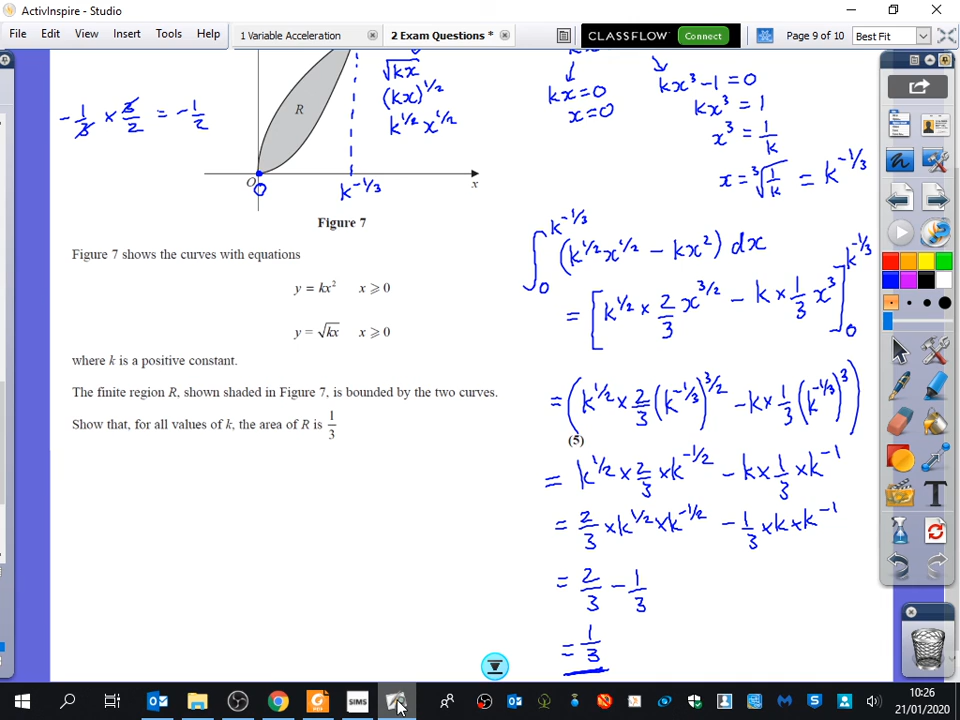 ActivInspire - Studio
File Edit View Insert Tools Help
1 Variable Acceleration
2 Exam Questions *
CLASSFLOW Connect
Page 9 of 10
Best Fit
√kx
(kx)^1/2
k^1/2 x^1/2
-1/3 × 3/2 = -1/2
R
O
0
k^-1/3
x
Figure 7
Figure 7 shows the curves with equations
y = kx² x ⩾ 0
y = √kx x ⩾ 0
where k is a positive constant.
The finite region R, shown shaded in Figure 7, is bounded by the two curves.
Show that, for all values of k, the area of R is 1/3
(5)
kx = 0
x = 0
kx³ - 1 = 0
kx³ = 1
x³ = 1/k
x = ∛(1/k) = k^-1/3
∫_0^{k^-1/3} (k^1/2 x^1/2 - kx²) dx
= [k^1/2 × 2/3 x^3/2 - k × 1/3 x³]_0^{k^-1/3}
= (k^1/2 × 2/3 (k^-1/3)^3/2 - k × 1/3 (k^-1/3)^3)
= k^1/2 × 2/3 × k^-1/2 - k × 1/3 × k^-1
= 2/3 × k^1/2 × k^-1/2 - 1/3 × k × k^-1
= 2/3 - 1/3
= 1/3
SIMS
10:26
21/01/2020